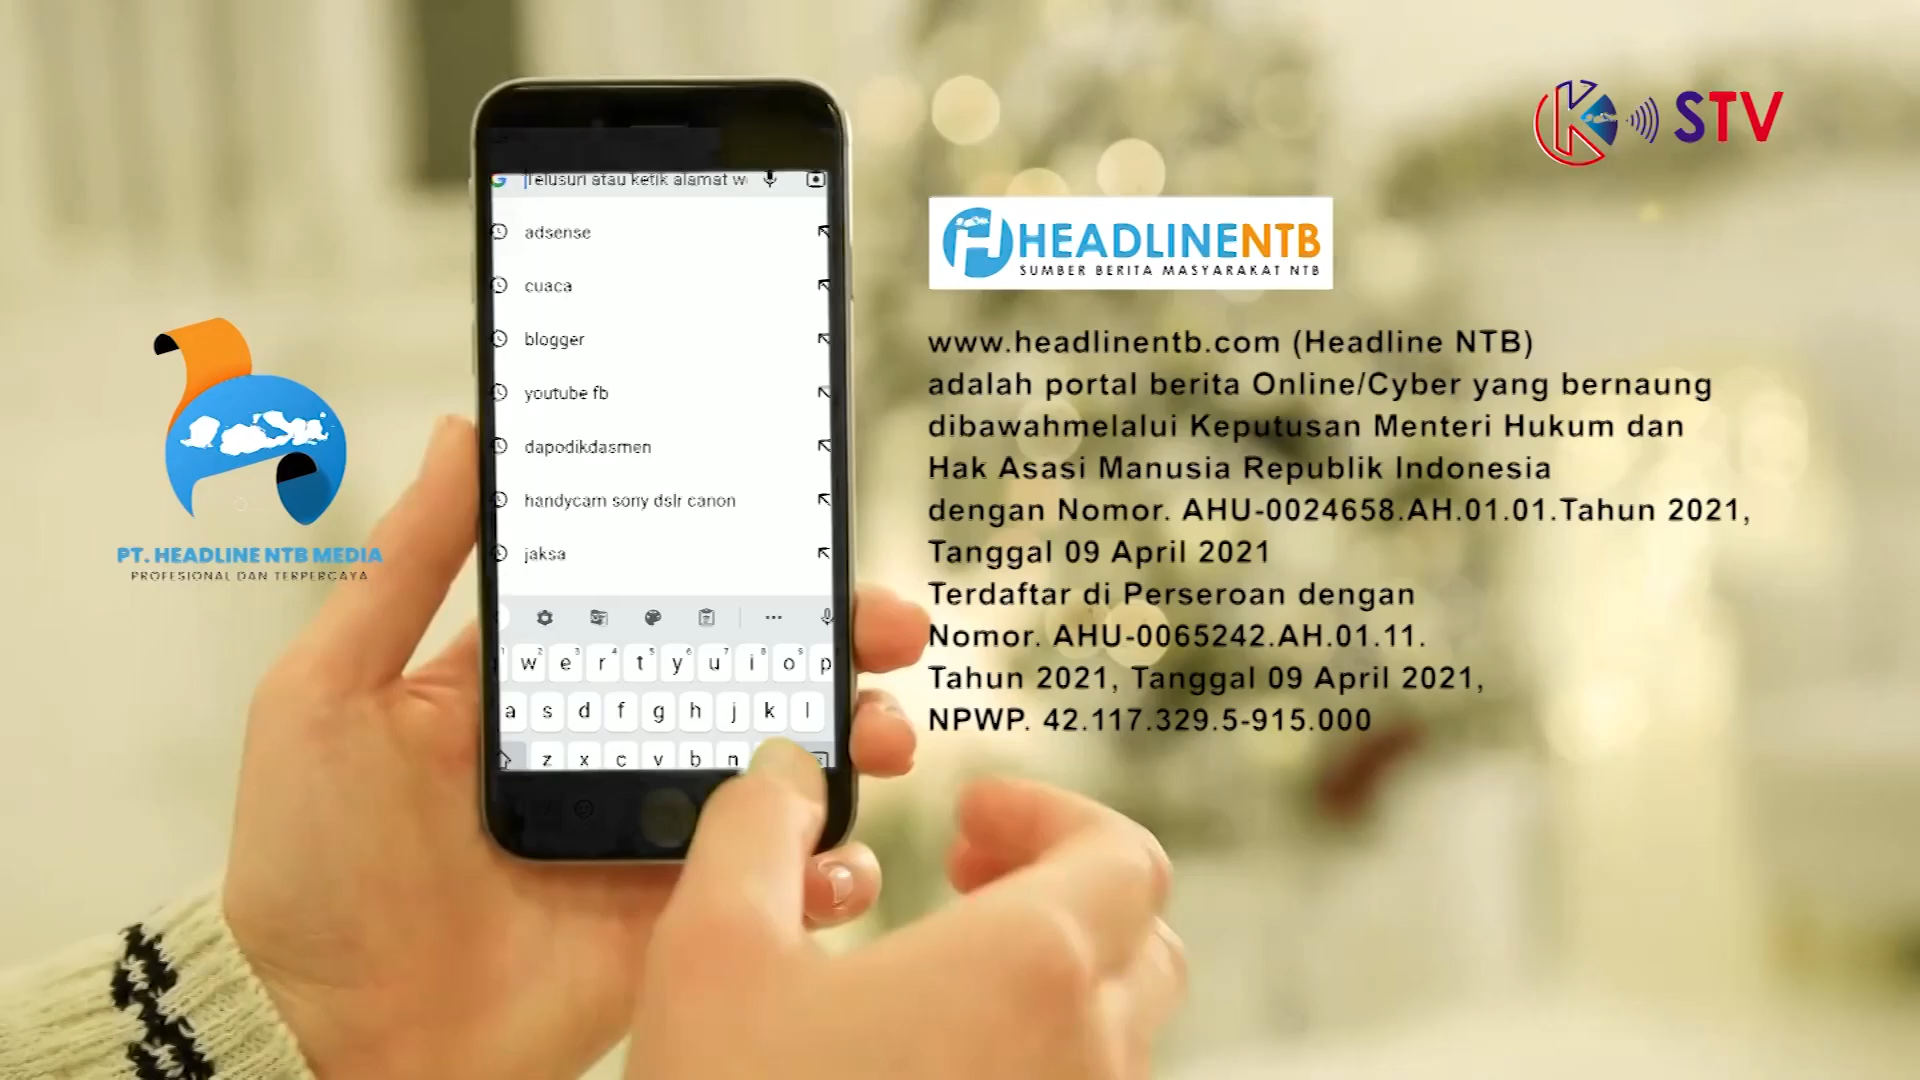 STV
HEADLINENTB
SUMBER BERITA MASYARAKAT NTB
www.headlinentb.com (Headline NTB)
adalah portal berita Online/Cyber yang bernaung
dibawahmelalui Keputusan Menteri Hukum dan
Hak Asasi Manusia Republik Indonesia
dengan Nomor. AHU-0024658.AH.01.01.Tahun 2021,
Tanggal 09 April 2021
Terdaftar di Perseroan dengan
Nomor. AHU-0065242.AH.01.11.
Tahun 2021, Tanggal 09 April 2021,
NPWP. 42.117.329.5-915.000
PT. HEADLINE NTB MEDIA
PROFESIONAL DAN TERPERCAYA
Telusuri atau ketik alamat w
adsense
cuaca
blogger
youtube fb
dapodikdasmen
handycam sony dslr canon
jaksa
w e r t y u i o p
a s d f g h j k l
z x c v b n